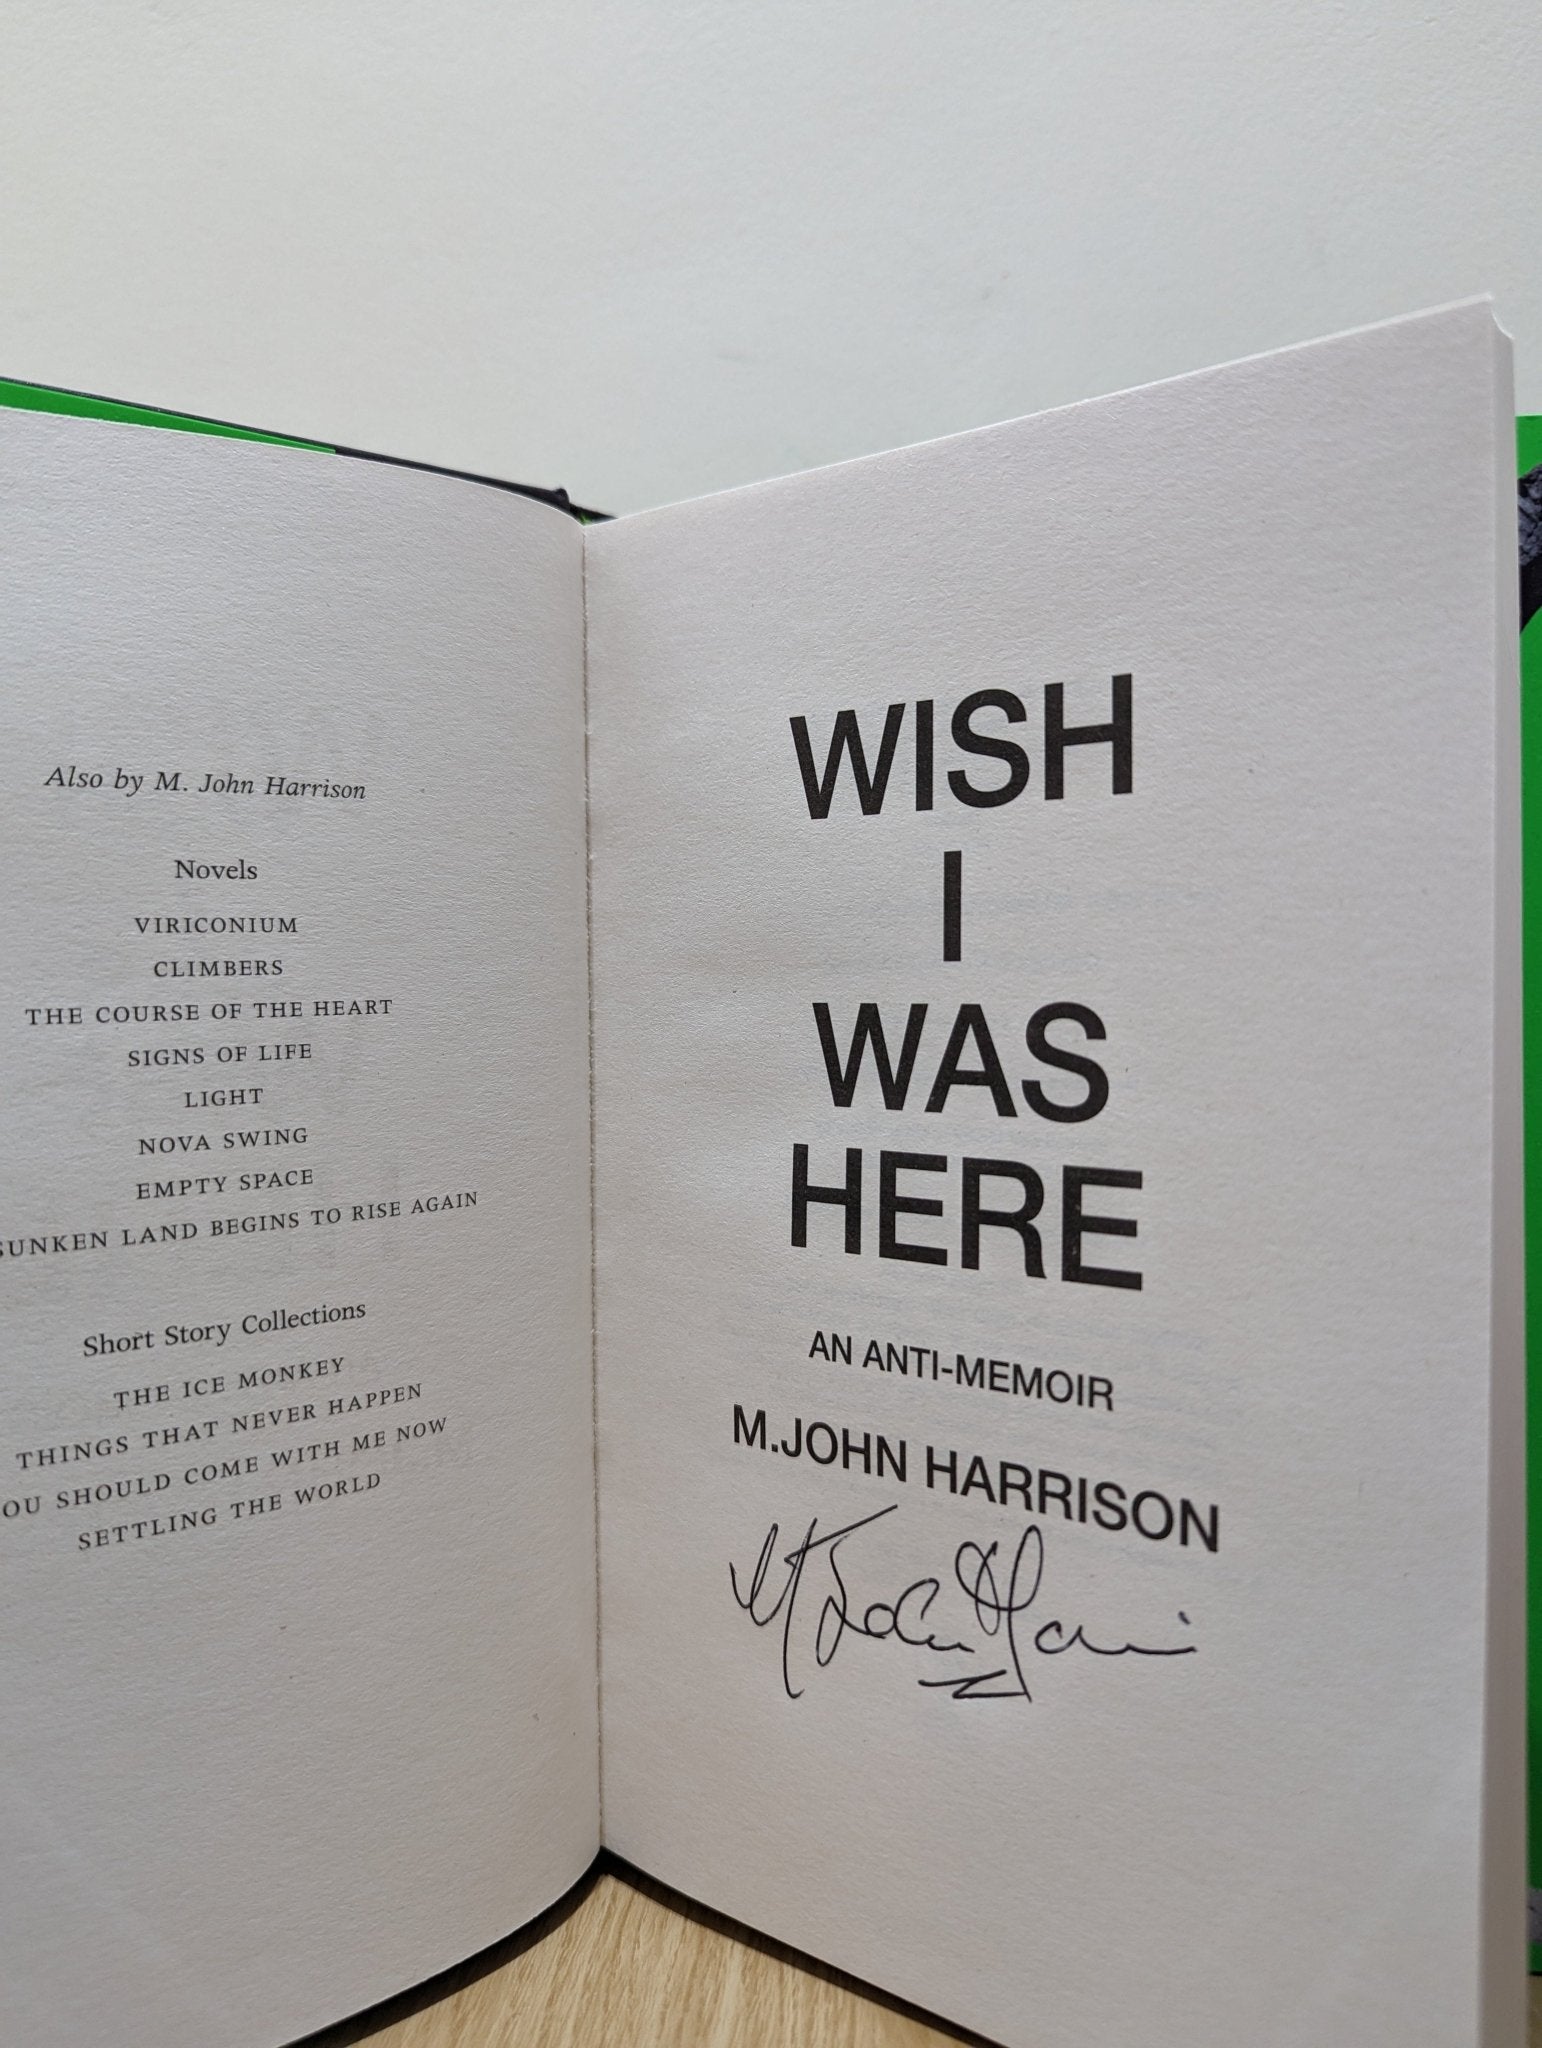 Also by M. John Harrison
Novels
VIRICONIUM
CLIMBERS
THE COURSE OF THE HEART
SIGNS OF LIFE
LIGHT
NOVA SWING
EMPTY SPACE
SUNKEN LAND BEGINS TO RISE AGAIN
Short Story Collections
THE ICE MONKEY
THINGS THAT NEVER HAPPEN
OU SHOULD COME WITH ME NOW
SETTLING THE WORLD
WISH
I
WAS
HERE
AN ANTI-MEMOIR
M.JOHN HARRISON
M John Harrison